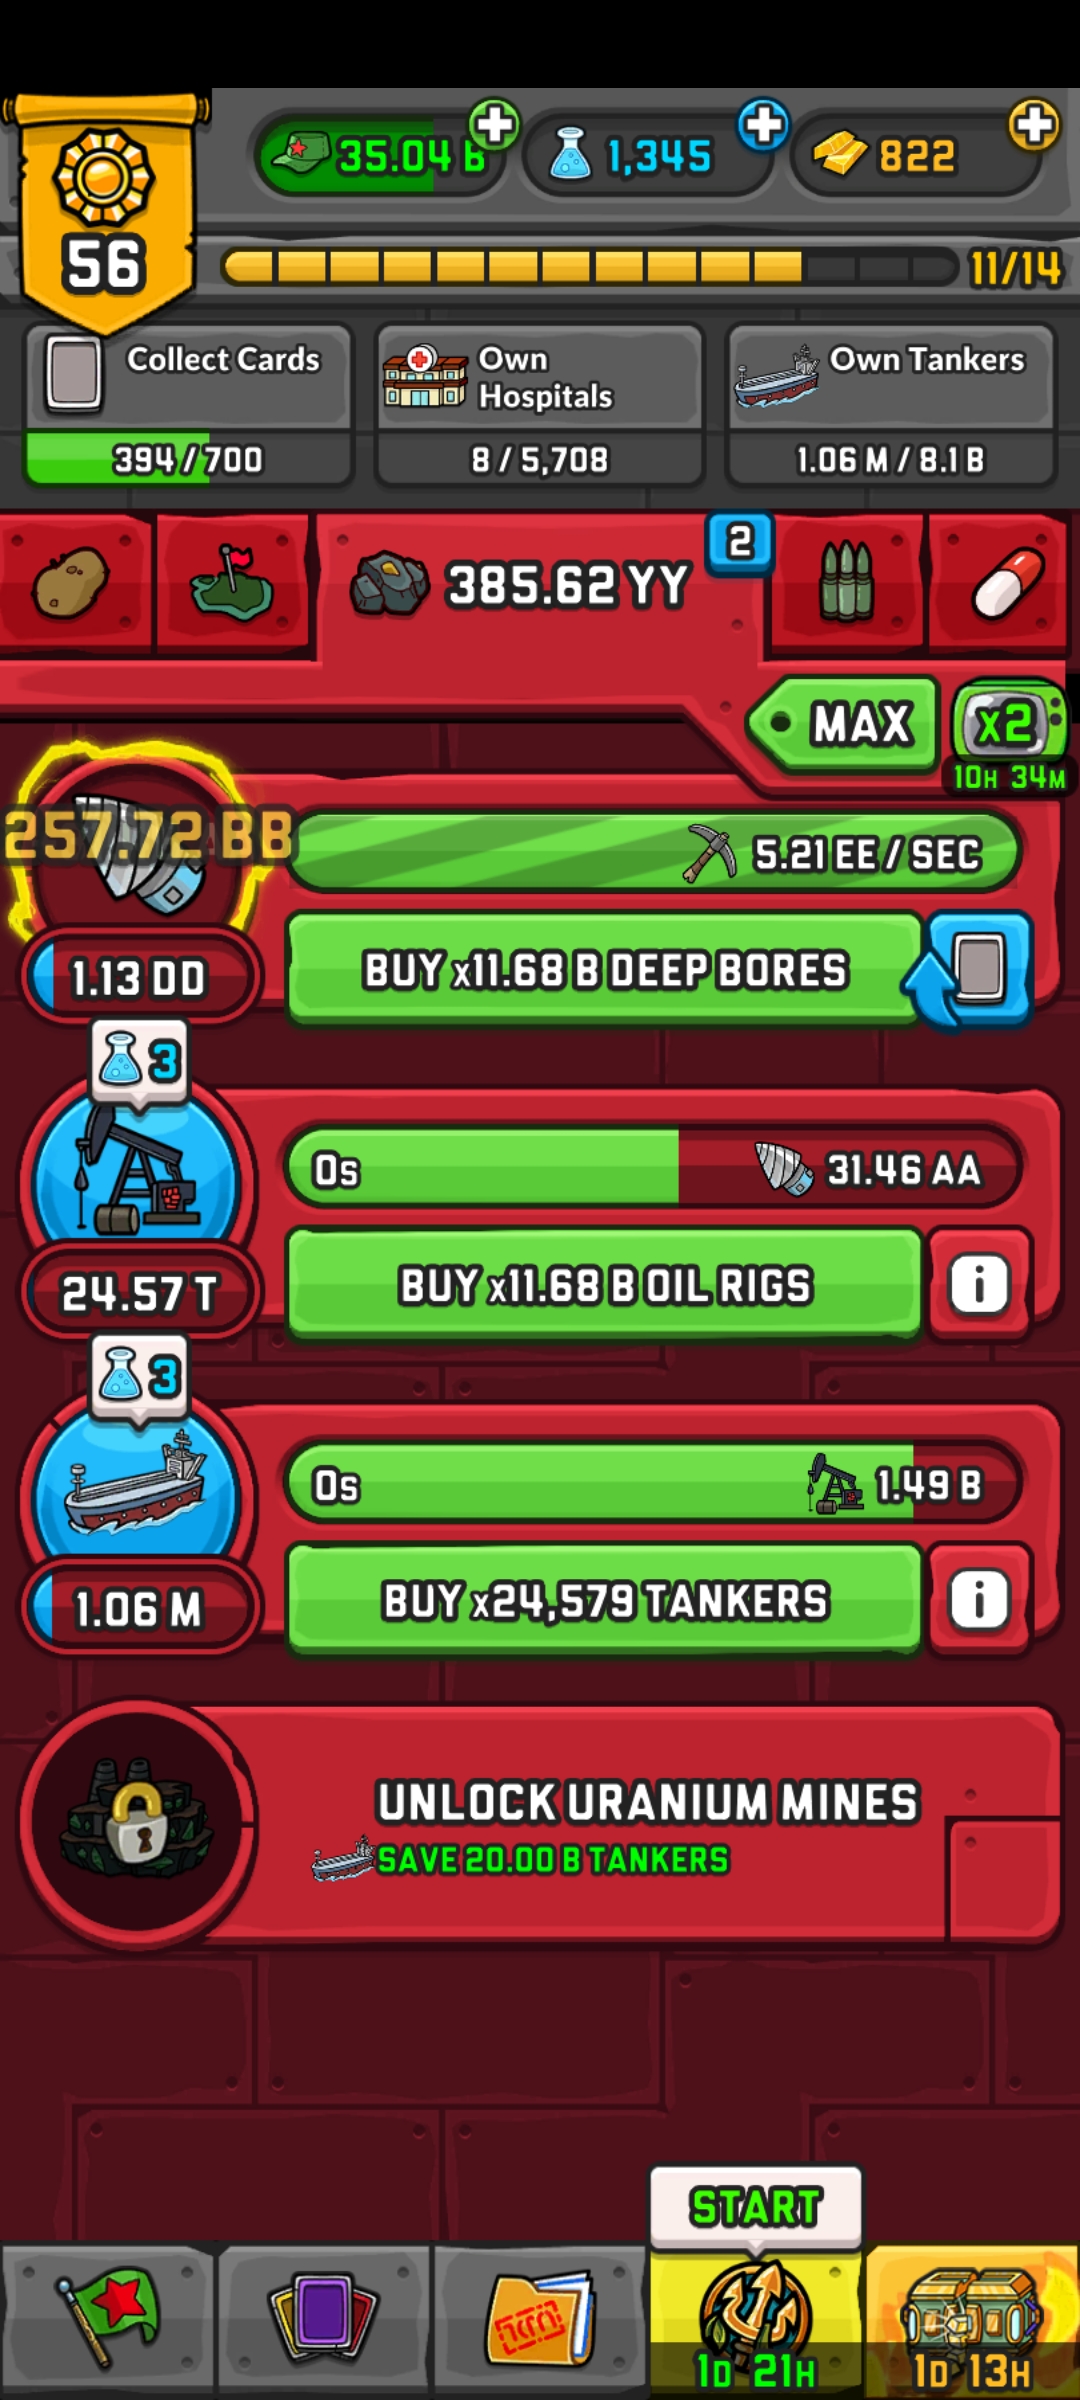 56
35.04 B
1,345
822
11/14
Collect Cards
394 / 700
Own
Hospitals
8 / 5,708
Own Tankers
1.06 M / 8.1 B
385.62 YY
2
MAX
x2
10H 34M
257.72 BB
5.21 EE / SEC
1.13 DD
BUY x11.68 B DEEP BORES
3
0s
31.46 AA
24.57 T
BUY x11.68 B OIL RIGS
i
3
0s
1.49 B
1.06 M
BUY x24,579 TANKERS
i
UNLOCK URANIUM MINES
SAVE 20.00 B TANKERS
START
1D 21H
1D 13H